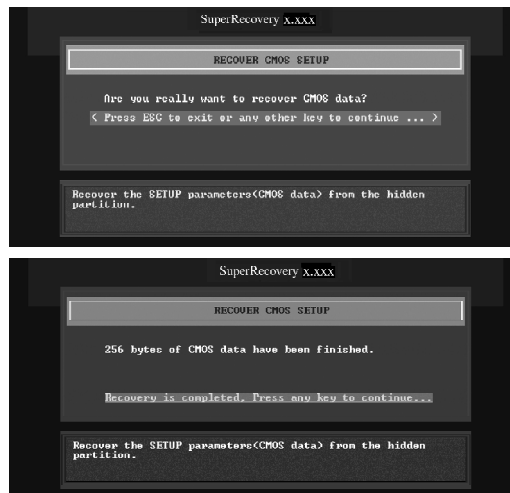 SuperRecovery x.xxx
RECOVER CMOS SETUP
Are you really want to recover CMOS data?
< Press ESC to exit or any other key to continue ... >
Recover the SETUP parameters(CMOS data) from the hidden
partition.
SuperRecovery x.xxx
RECOVER CMOS SETUP
256 bytes of CMOS data have been finished.
Recovery is completed. Press any key to continue...
Recover the SETUP parameters(CMOS data) from the hidden
partition.